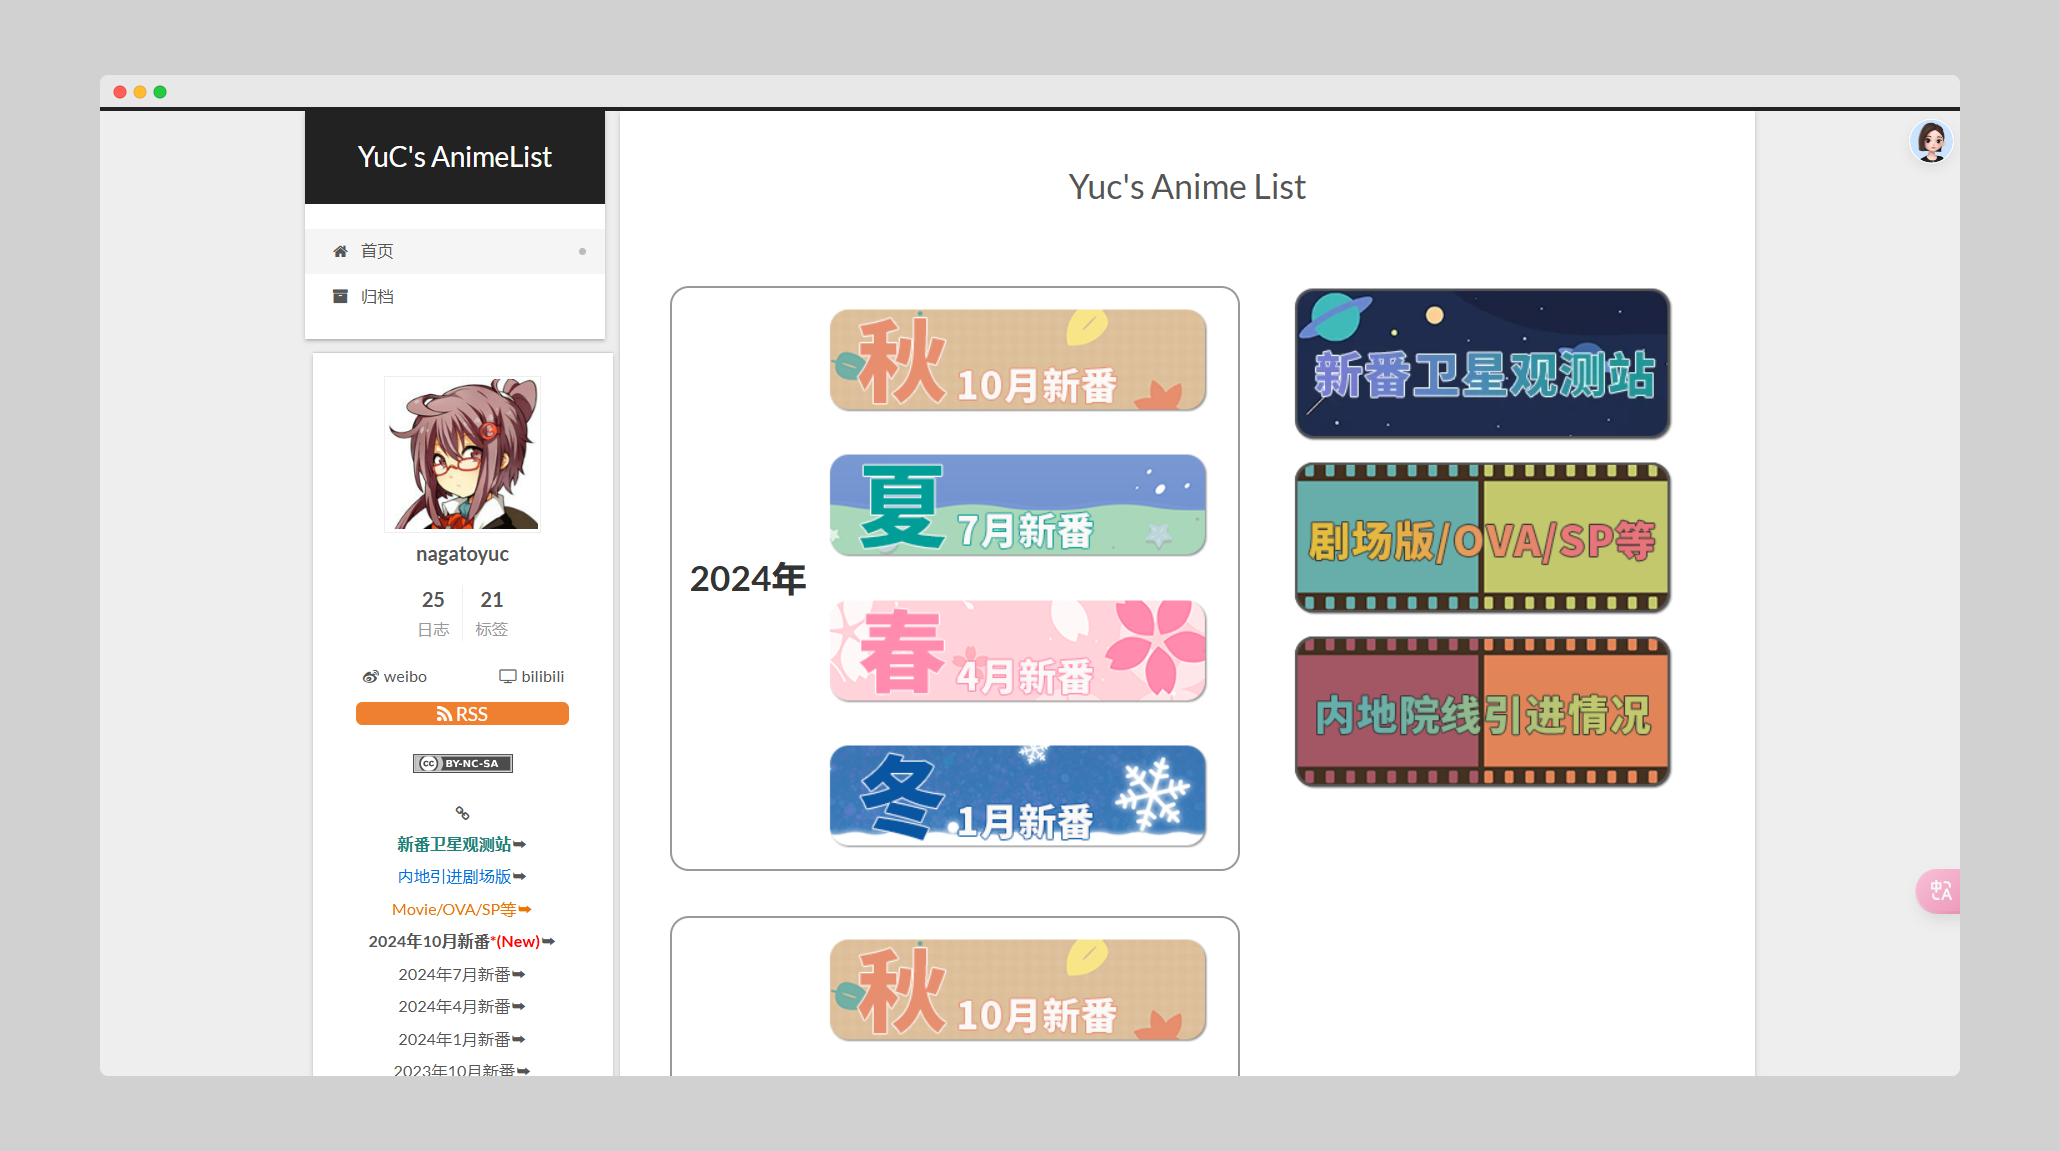 YuC's AnimeList
首页
归档
nagatoyuc
25
日志
21
标签
weibo
bilibili
RSS
cc BY-NC-SA
新番卫星观测站
内地引进剧场版
Movie/OVA/SP等
2024年10月新番*(New)
2024年7月新番
2024年4月新番
2024年1月新番
2023年10月新番
Yuc's Anime List
2024年
秋 10月新番
夏 7月新番
春 4月新番
冬 1月新番
秋 10月新番
新番卫星观测站
剧场版/OVA/SP等
内地院线引进情况
中A